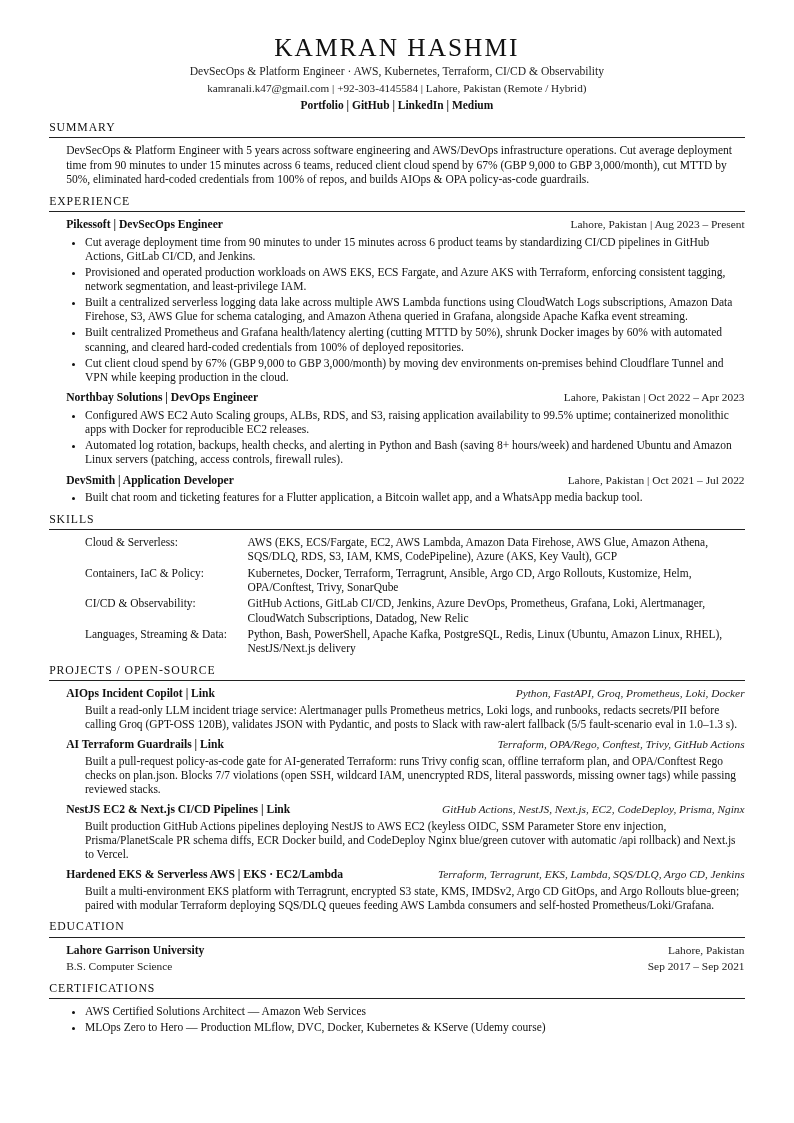 KAMRAN HASHMI
DevSecOps & Platform Engineer · AWS, Kubernetes, Terraform, CI/CD & Observability
kamranali.k47@gmail.com | +92-303-4145584 | Lahore, Pakistan (Remote / Hybrid)
Portfolio | GitHub | LinkedIn | Medium
SUMMARY
DevSecOps & Platform Engineer with 5 years across software engineering and AWS/DevOps infrastructure operations. Cut average deployment
time from 90 minutes to under 15 minutes across 6 teams, reduced client cloud spend by 67% (GBP 9,000 to GBP 3,000/month), cut MTTD by
50%, eliminated hard-coded credentials from 100% of repos, and builds AIOps & OPA policy-as-code guardrails.
EXPERIENCE
Pikessoft | DevSecOps Engineer Lahore, Pakistan | Aug 2023 – Present
• Cut average deployment time from 90 minutes to under 15 minutes across 6 product teams by standardizing CI/CD pipelines in GitHub
Actions, GitLab CI/CD, and Jenkins.
• Provisioned and operated production workloads on AWS EKS, ECS Fargate, and Azure AKS with Terraform, enforcing consistent tagging,
network segmentation, and least-privilege IAM.
• Built a centralized serverless logging data lake across multiple AWS Lambda functions using CloudWatch Logs subscriptions, Amazon Data
Firehose, S3, AWS Glue for schema cataloging, and Amazon Athena queried in Grafana, alongside Apache Kafka event streaming.
• Built centralized Prometheus and Grafana health/latency alerting (cutting MTTD by 50%), shrunk Docker images by 60% with automated
scanning, and cleared hard-coded credentials from 100% of deployed repositories.
• Cut client cloud spend by 67% (GBP 9,000 to GBP 3,000/month) by moving dev environments on-premises behind Cloudflare Tunnel and
VPN while keeping production in the cloud.
Northbay Solutions | DevOps Engineer Lahore, Pakistan | Oct 2022 – Apr 2023
• Configured AWS EC2 Auto Scaling groups, ALBs, RDS, and S3, raising application availability to 99.5% uptime; containerized monolithic
apps with Docker for reproducible EC2 releases.
• Automated log rotation, backups, health checks, and alerting in Python and Bash (saving 8+ hours/week) and hardened Ubuntu and Amazon
Linux servers (patching, access controls, firewall rules).
DevSmith | Application Developer Lahore, Pakistan | Oct 2021 – Jul 2022
• Built chat room and ticketing features for a Flutter application, a Bitcoin wallet app, and a WhatsApp media backup tool.
SKILLS
Cloud & Serverless: AWS (EKS, ECS/Fargate, EC2, AWS Lambda, Amazon Data Firehose, AWS Glue, Amazon Athena,
SQS/DLQ, RDS, S3, IAM, KMS, CodePipeline), Azure (AKS, Key Vault), GCP
Containers, IaC & Policy: Kubernetes, Docker, Terraform, Terragrunt, Ansible, Argo CD, Argo Rollouts, Kustomize, Helm,
OPA/Conftest, Trivy, SonarQube
CI/CD & Observability: GitHub Actions, GitLab CI/CD, Jenkins, Azure DevOps, Prometheus, Grafana, Loki, Alertmanager,
CloudWatch Subscriptions, Datadog, New Relic
Languages, Streaming & Data: Python, Bash, PowerShell, Apache Kafka, PostgreSQL, Redis, Linux (Ubuntu, Amazon Linux, RHEL),
NestJS/Next.js delivery
PROJECTS / OPEN-SOURCE
AIOps Incident Copilot | Link Python, FastAPI, Groq, Prometheus, Loki, Docker
Built a read-only LLM incident triage service: Alertmanager pulls Prometheus metrics, Loki logs, and runbooks, redacts secrets/PII before
calling Groq (GPT-OSS 120B), validates JSON with Pydantic, and posts to Slack with raw-alert fallback (5/5 fault-scenario eval in 1.0–1.3 s).
AI Terraform Guardrails | Link Terraform, OPA/Rego, Conftest, Trivy, GitHub Actions
Built a pull-request policy-as-code gate for AI-generated Terraform: runs Trivy config scan, offline terraform plan, and OPA/Conftest Rego
checks on plan.json. Blocks 7/7 violations (open SSH, wildcard IAM, unencrypted RDS, literal passwords, missing owner tags) while passing
reviewed stacks.
NestJS EC2 & Next.js CI/CD Pipelines | Link GitHub Actions, NestJS, Next.js, EC2, CodeDeploy, Prisma, Nginx
Built production GitHub Actions pipelines deploying NestJS to AWS EC2 (keyless OIDC, SSM Parameter Store env injection,
Prisma/PlanetScale PR schema diffs, ECR Docker build, and CodeDeploy Nginx blue/green cutover with automatic /api rollback) and Next.js
to Vercel.
Hardened EKS & Serverless AWS | EKS · EC2/Lambda Terraform, Terragrunt, EKS, Lambda, SQS/DLQ, Argo CD, Jenkins
Built a multi-environment EKS platform with Terragrunt, encrypted S3 state, KMS, IMDSv2, Argo CD GitOps, and Argo Rollouts blue-green;
paired with modular Terraform deploying SQS/DLQ queues feeding AWS Lambda consumers and self-hosted Prometheus/Loki/Grafana.
EDUCATION
Lahore Garrison University Lahore, Pakistan
B.S. Computer Science Sep 2017 – Sep 2021
CERTIFICATIONS
• AWS Certified Solutions Architect — Amazon Web Services
• MLOps Zero to Hero — Production MLflow, DVC, Docker, Kubernetes & KServe (Udemy course)